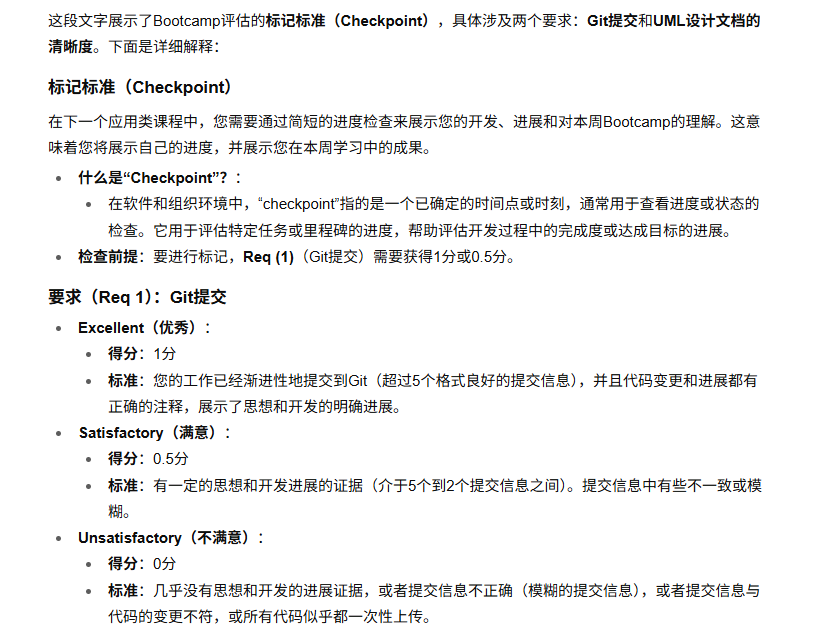 这段文字展示了Bootcamp评估的标记标准（Checkpoint），具体涉及两个要求：Git提交和UML设计文档的
清晰度。下面是详细解释：
标记标准（Checkpoint）
在下一个应用类课程中，您需要通过简短的进度检查来展示您的开发、进展和对本周Bootcamp的理解。这意
味着您将展示自己的进度，并展示您在本周学习中的成果。
什么是“Checkpoint”？：
在软件和组织环境中，“checkpoint”指的是一个已确定的时间点或时刻，通常用于查看进度或状态的
检查。它用于评估特定任务或里程碑的进度，帮助评估开发过程中的完成度或达成目标的进展。
检查前提：要进行标记，Req (1)（Git提交）需要获得1分或0.5分。
要求（Req 1）：Git提交
Excellent（优秀）：
得分：1分
标准：您的工作已经渐进性地提交到Git（超过5个格式良好的提交信息），并且代码变更和进展都有
正确的注释，展示了思想和开发的明确进展。
Satisfactory（满意）：
得分：0.5分
标准：有一定的思想和开发进展的证据（介于5个到2个提交信息之间）。提交信息中有些不一致或模
糊。
Unsatisfactory（不满意）：
得分：0分
标准：几乎没有思想和开发的进展证据，或者提交信息不正确（模糊的提交信息），或者提交信息与
代码的变更不符，或所有代码似乎都一次性上传。